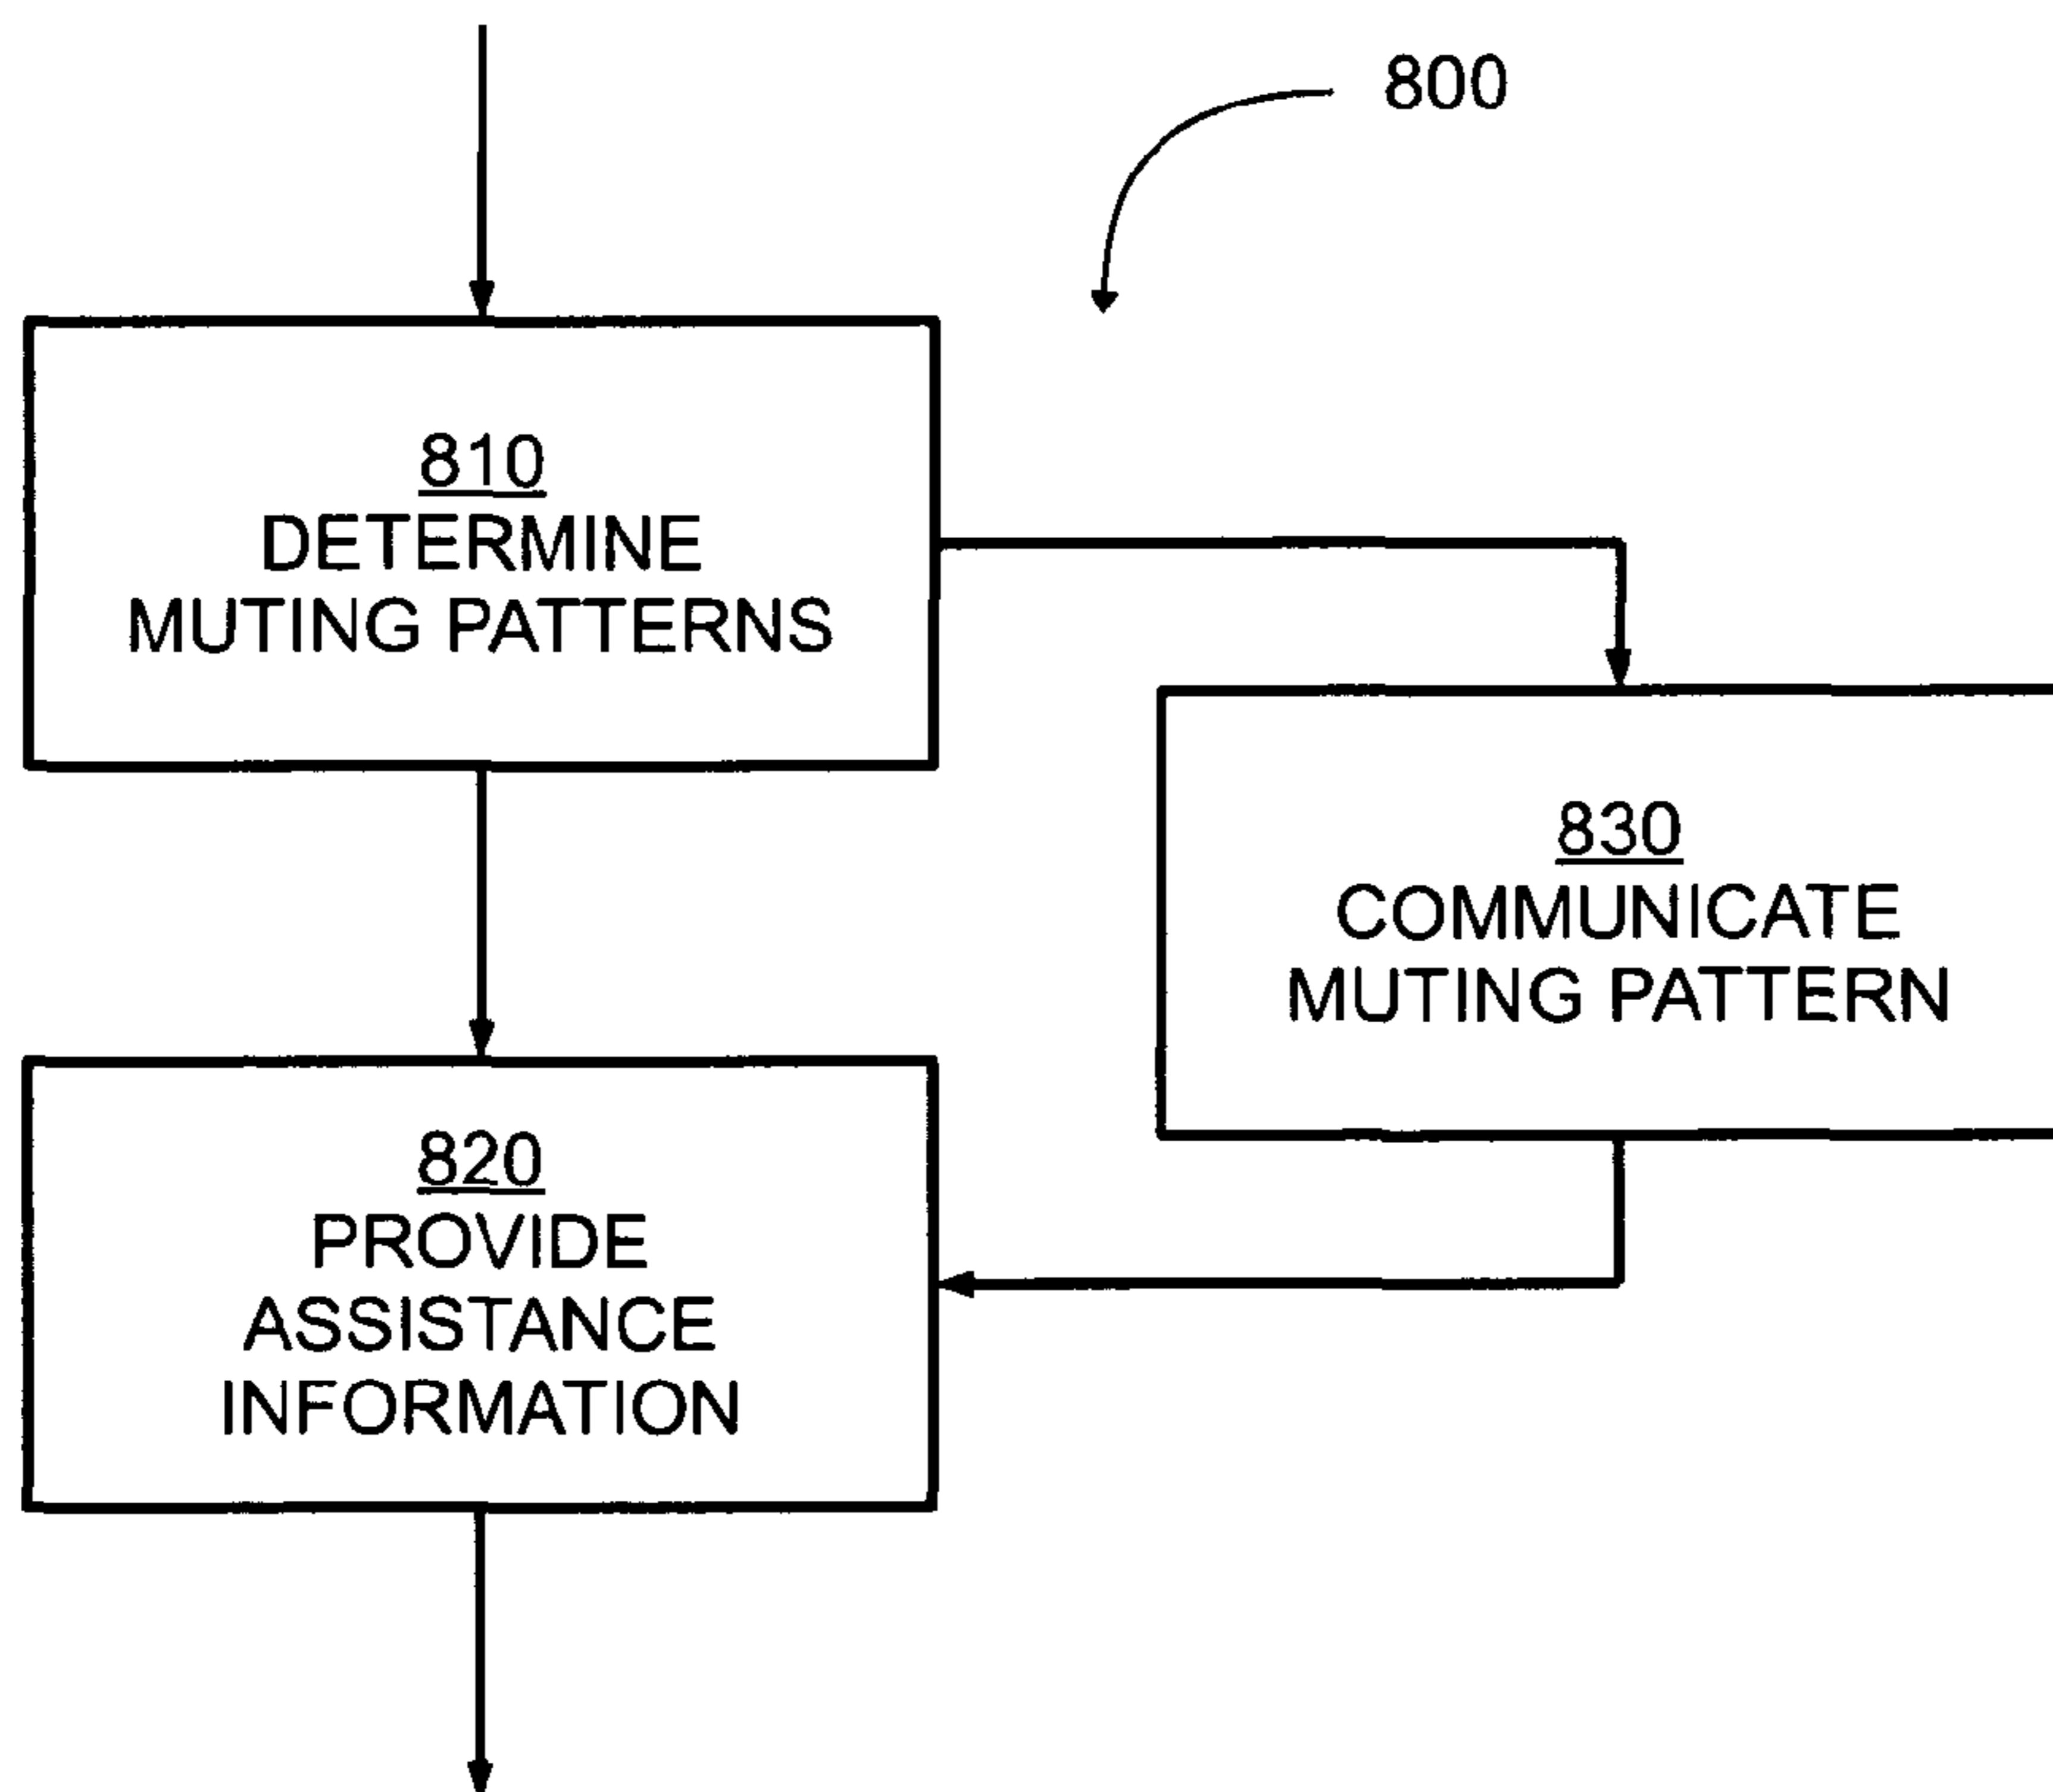 800
810
DETERMINE
MUTING PATTERNS
830
COMMUNICATE
MUTING PATTERN
820
PROVIDE
ASSISTANCE
INFORMATION